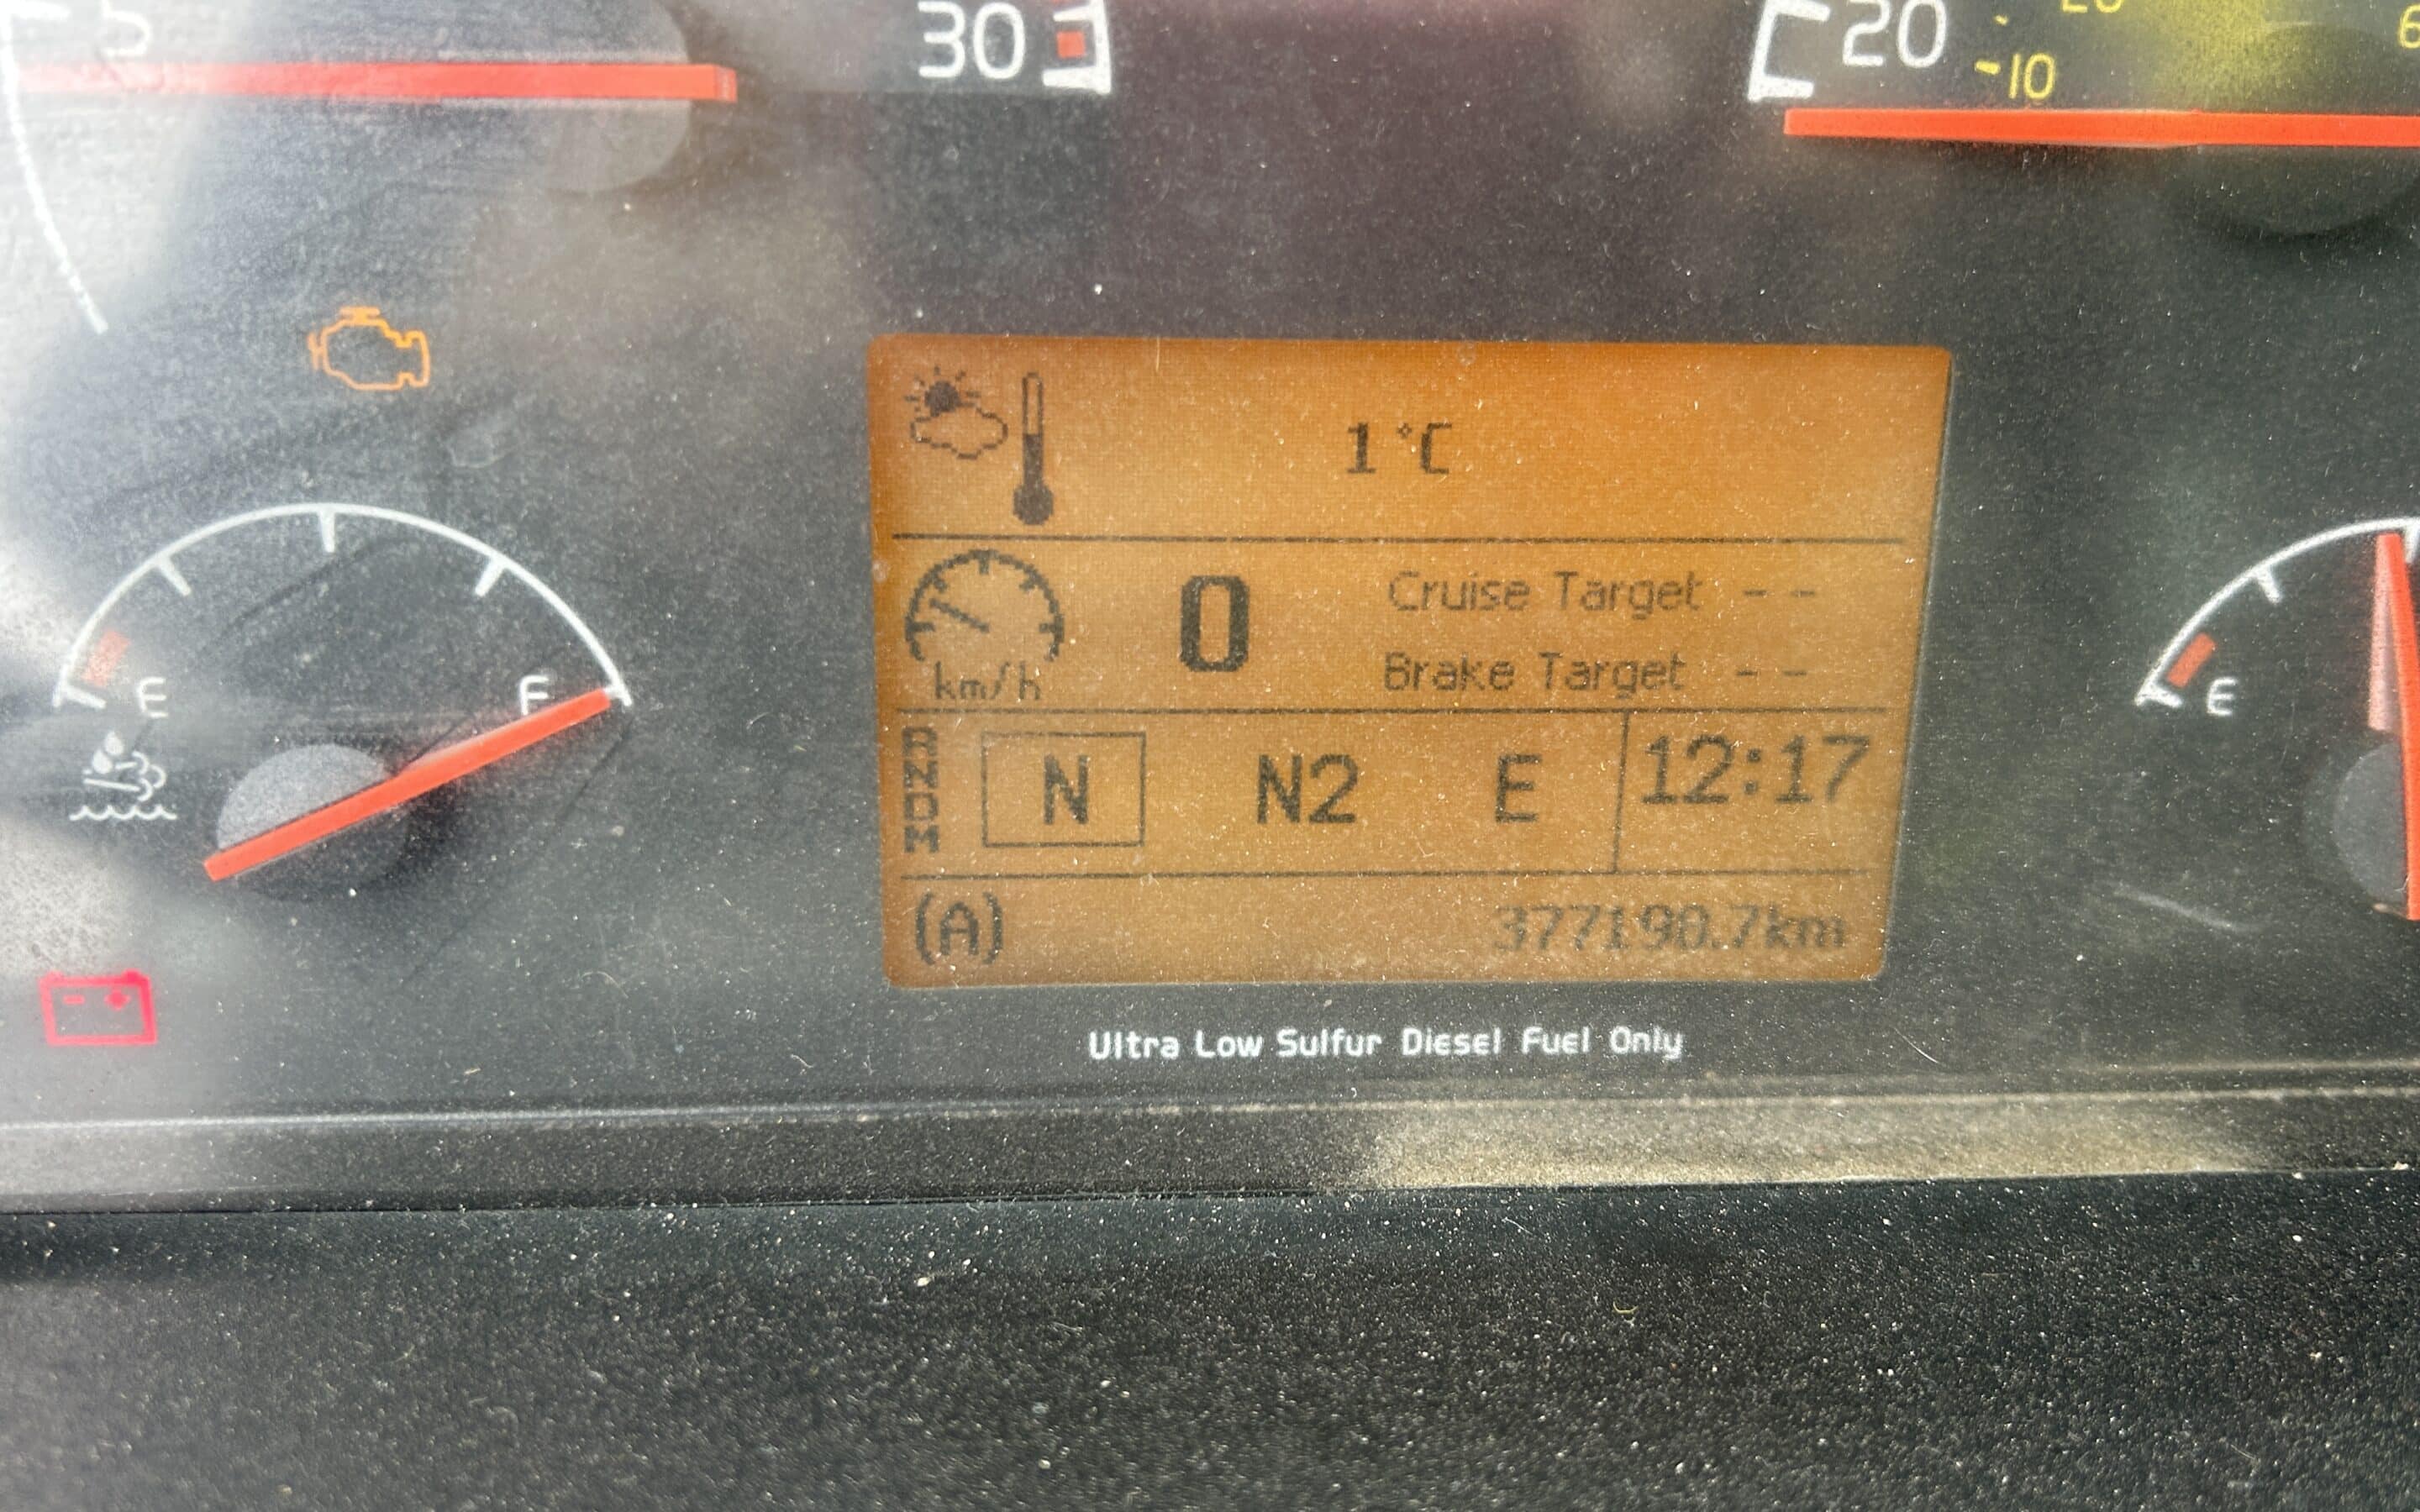 30
20
-10
1°C
0
Cruise Target --
km/h
Brake Target --
RNDM
N
N2
E
12:17
E
F
E
(A)
377190.7km
Ultra Low Sulfur Diesel Fuel Only